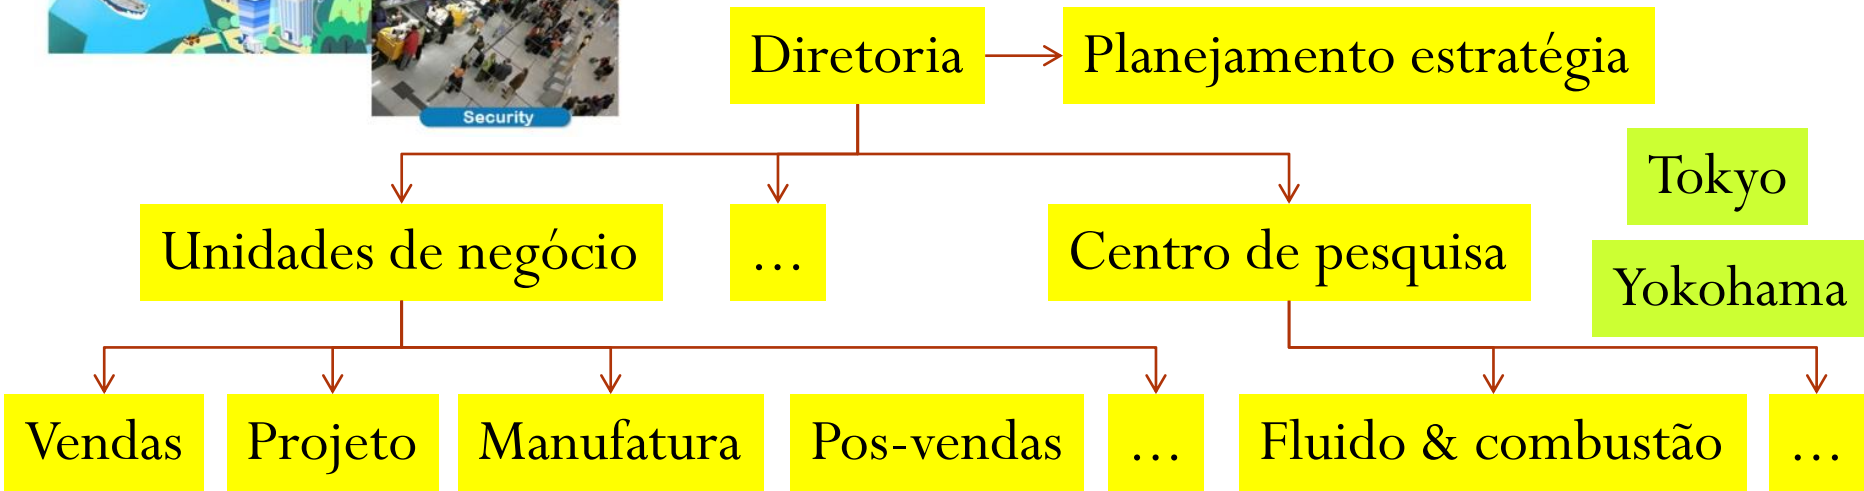 Diretoria
Planejamento estratégia
Security
Tokyo
Unidades de negócio
...
Centro de pesquisa
Yokohama
Vendas
Projeto
Manufatura
Pos-vendas
...
Fluido & combustão
...